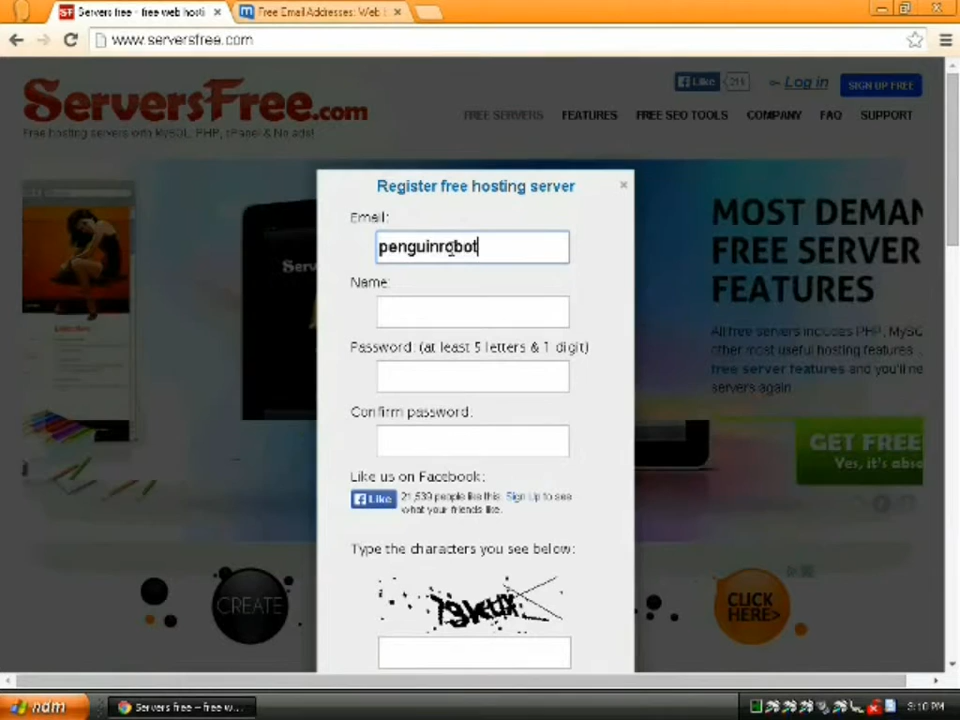 Servers free - free web hosti
Free Email Addresses: Web
www.serversfree.com
ServersFree.com
Free hosting servers with MySQL, PHP, cPanel & No ads!
Like
Log in
SIGN UP FREE
FREE SERVERS
FEATURES
FREE SEO TOOLS
COMPANY
FAQ
SUPPORT
Register free hosting server
Email:
penguinrobot
Name:
Password: (at least 5 letters & 1 digit)
Confirm password:
Like us on Facebook:
Like
21,539 people like this. Sign Up to see
what your friends like.
Type the characters you see below:
MOST DEMAN
FREE SERVER
FEATURES
All free servers includes PHP, MySQ
other most useful hosting features
free server features and you'll ne
servers again.
GET FREE
Yes, it's abso
CREATE
CLICK
HERE>
ndm
Servers free – free w...
3:10 PM